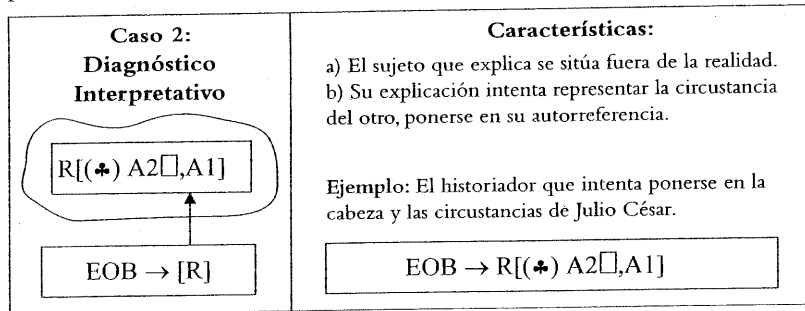 Caso 2:
Diagnóstico
Interpretativo
R[(♣) A2□,A1]
EOB → [R]
Características:
a) El sujeto que explica se sitúa fuera de la realidad.
b) Su explicación intenta representar la circustancia
del otro, ponerse en su autorreferencia.
Ejemplo: El historiador que intenta ponerse en la
cabeza y las circustancias de Julio César.
EOB → R[(♣) A2□,A1]